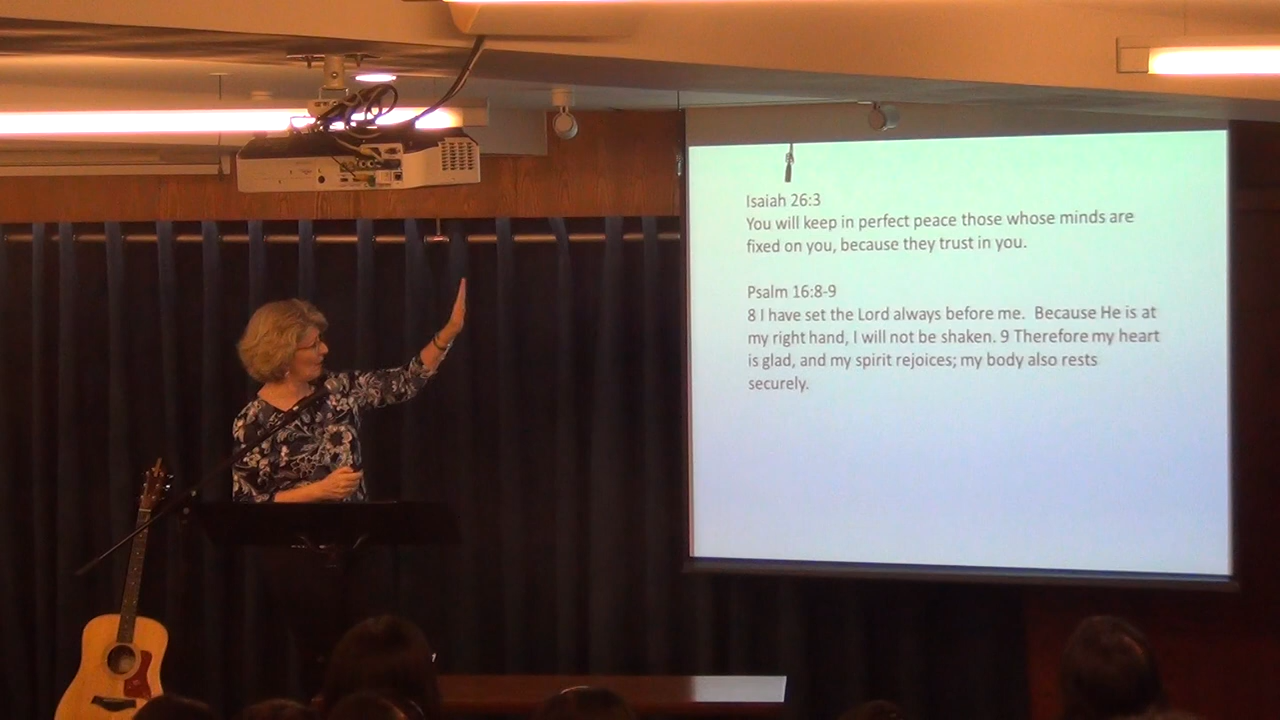 Isaiah 26:3
You will keep in perfect peace those whose minds are
fixed on you, because they trust in you.
Psalm 16:8-9
8 I have set the Lord always before me.  Because He is at
my right hand, I will not be shaken. 9 Therefore my heart
is glad, and my spirit rejoices; my body also rests
securely.